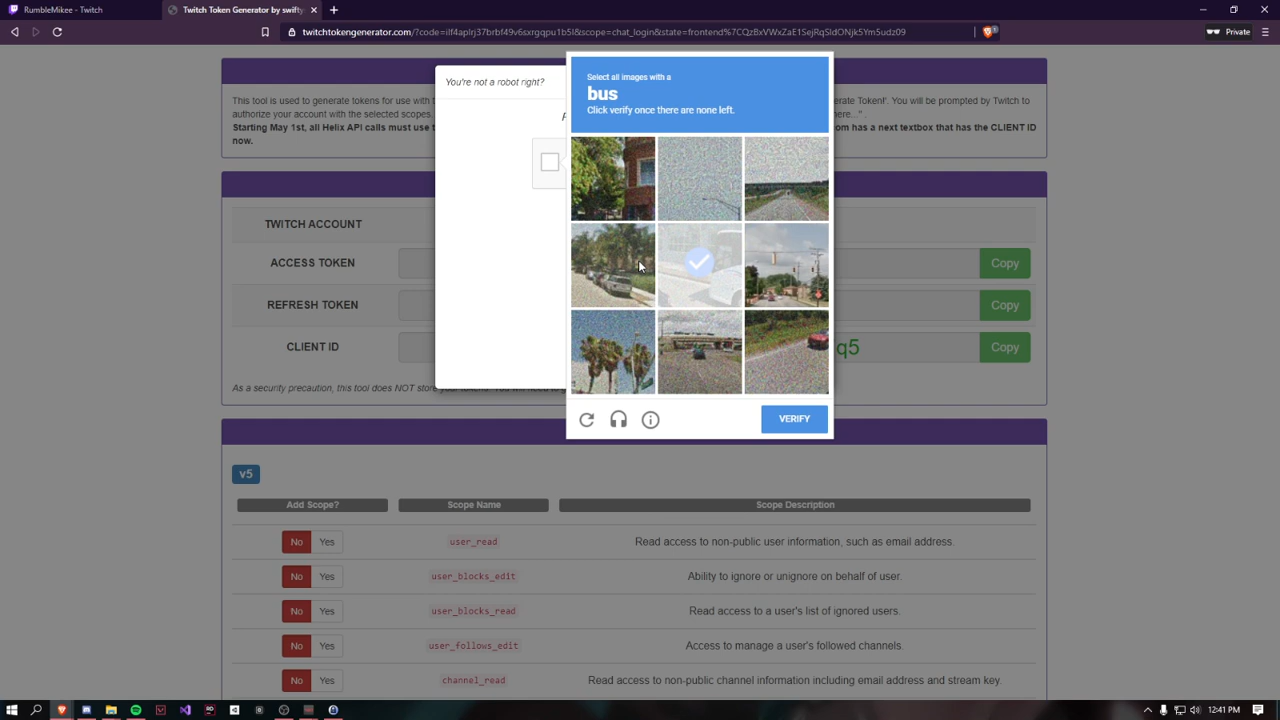 RumbleMikee - Twitch
Twitch Token Generator by swifty
twitchtokengenerator.com/?code=ilf4aplrj37brbf49v6sxrgqpu1b5l&scope=chat_login&state=frontend%7CQzBxVWxZaE1SejRqSldONjk5Ym5udz09
Private
You're not a robot right?
Select all images with a
bus
Click verify once there are none left.
This tool is used to generate tokens for use with
erate Token!'. You will be prompted by Twitch to
authorize your account with the selected scopes.
here..." .
Starting May 1st, all Helix API calls must use
om has a next textbox that has the CLIENT ID
now.
TWITCH ACCOUNT
ACCESS TOKEN
Copy
REFRESH TOKEN
Copy
CLIENT ID
q5
Copy
As a security precaution, this tool does NOT store your tokens.
VERIFY
v5
Add Scope?
Scope Name
Scope Description
No Yes
user_read
Read access to non-public user information, such as email address.
No Yes
user_blocks_edit
Ability to ignore or unignore on behalf of user.
No Yes
user_blocks_read
Read access to a user's list of ignored users.
No Yes
user_follows_edit
Access to manage a user's followed channels.
No Yes
channel_read
Read access to non-public channel information including email address and stream key.
12:41 PM